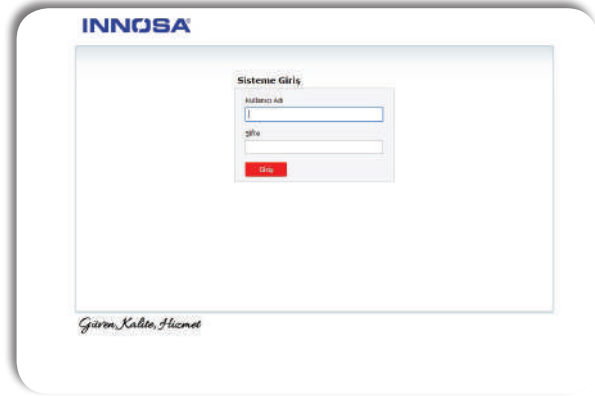 INNOSA
Sisteme Giriş
Kullanıcı Adı
Şifre
Giriş
Güven, Kalite, Hizmet